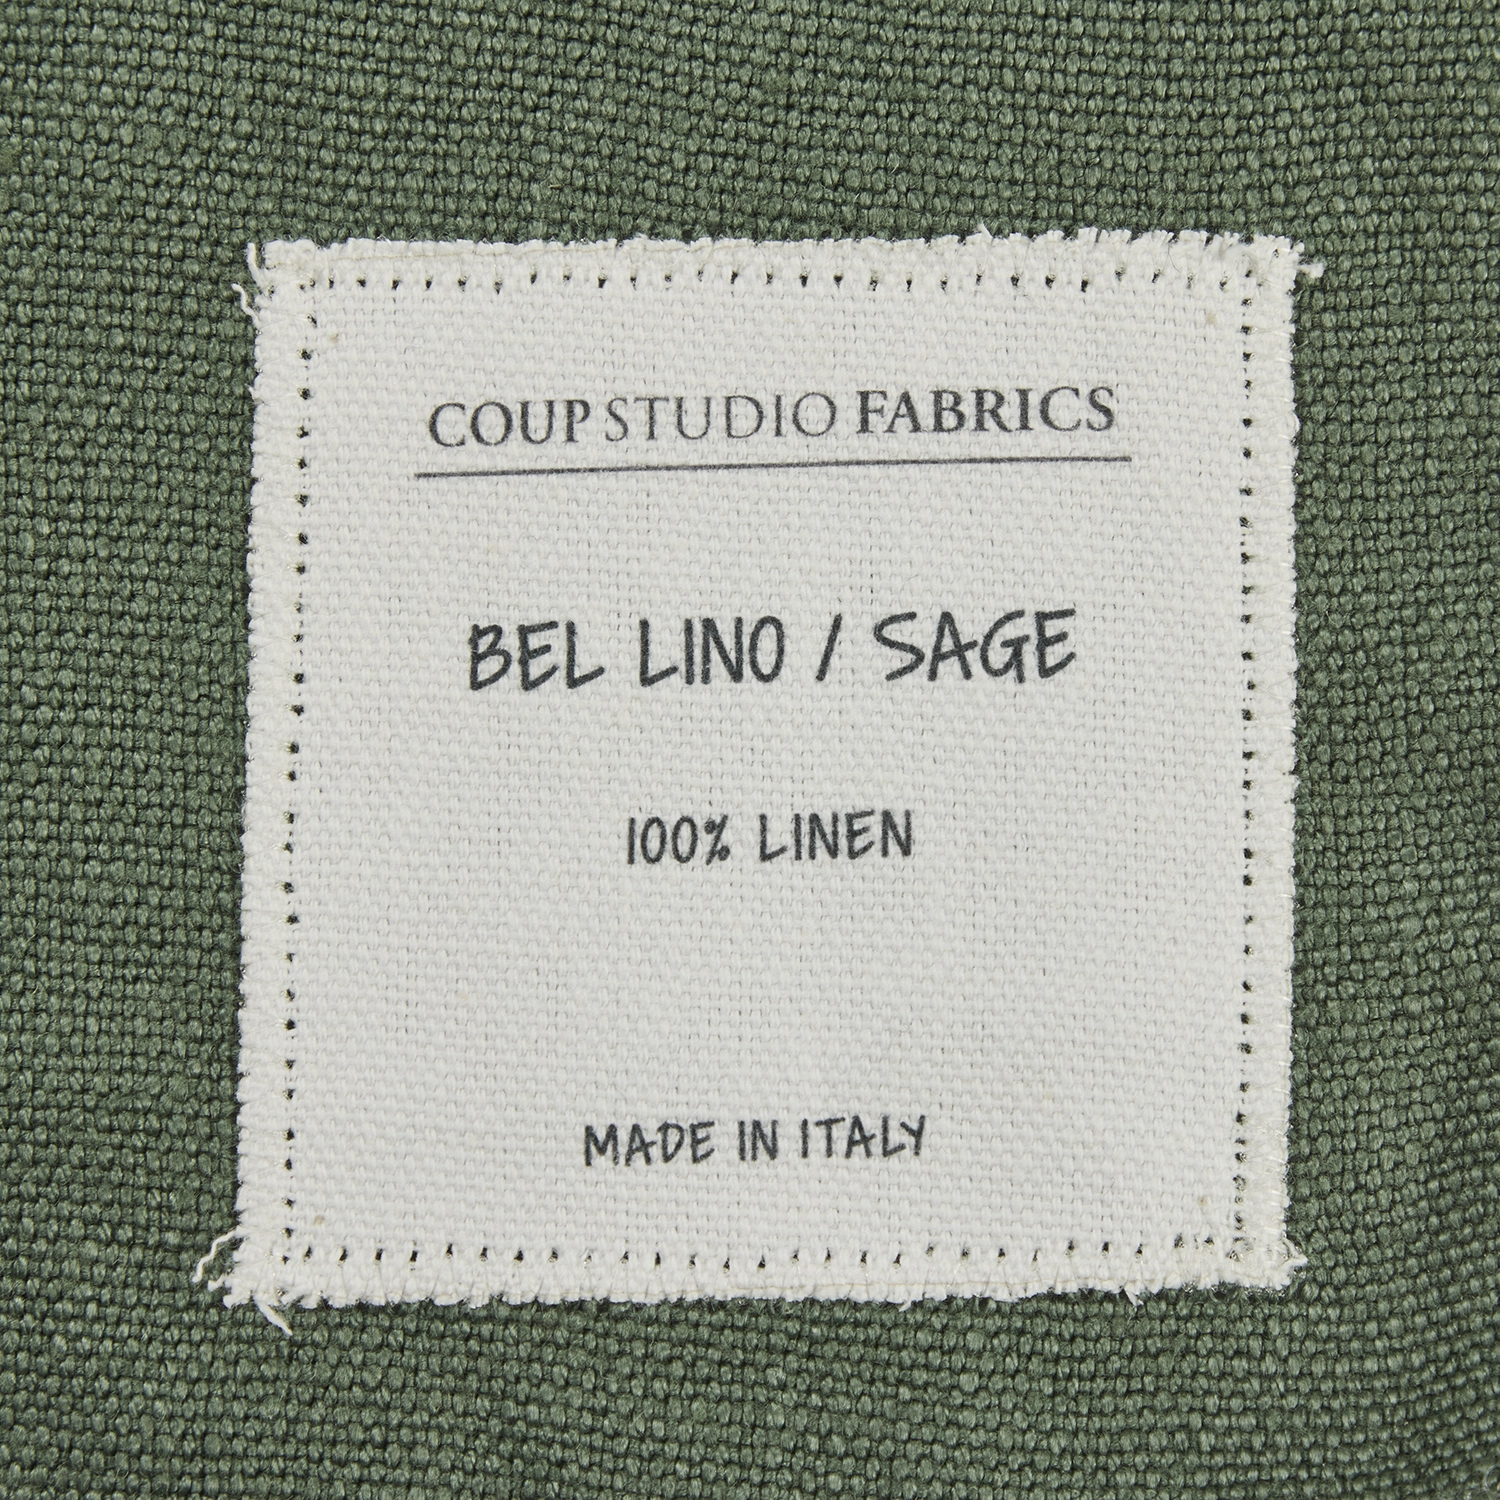 COUP STUDIO FABRICS
BEL LINO / SAGE
100% LINEN
MADE IN ITALY